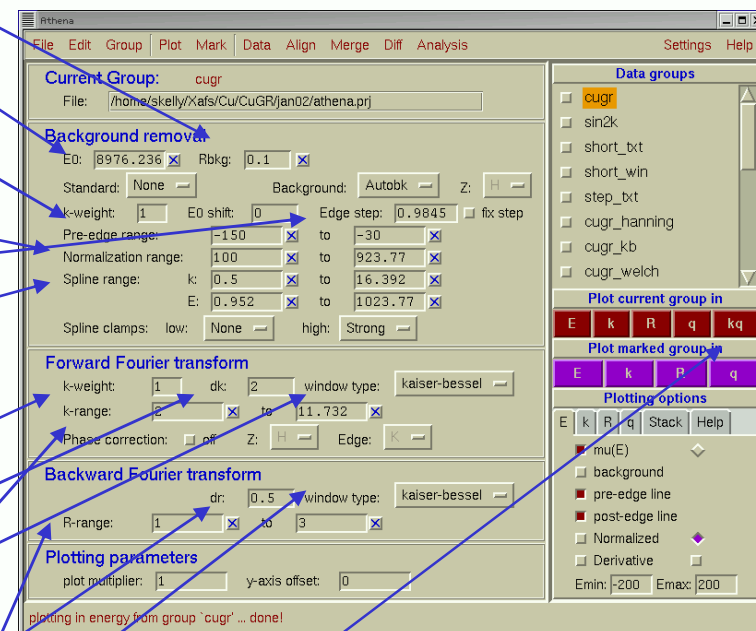 Athena
File Edit Group Plot Mark Data Align Merge Diff Analysis Settings Help
Current Group: cugr
File: /home/skelly/Xafs/Cu/CuGR/jan02/athena.prj
Background removal
E0: 8976.236 Rbkg: 0.1
Standard: None Background: Autobk Z: H
k-weight: 1 E0 shift: 0 Edge step: 0.9845 fix step
Pre-edge range: -150 to -30
Normalization range: 100 to 923.77
Spline range: k: 0.5 to 16.392
E: 0.952 to 1023.77
Spline clamps: low: None high: Strong
Forward Fourier transform
k-weight: 1 dk: 2 window type: kaiser-bessel
k-range: 2 to 11.732
Phase correction: off Z: H Edge: K
Backward Fourier transform
dr: 0.5 window type: kaiser-bessel
R-range: 1 to 3
Plotting parameters
plot multiplier: 1 y-axis offset: 0
plotting in energy from group `cugr' ... done!
Data groups
cugr
sin2k
short_txt
short_win
step_txt
cugr_hanning
cugr_kb
cugr_welch
Plot current group in
E k R q kq
Plot marked group in
E k R q
Plotting options
E k R q Stack Help
mu(E)
background
pre-edge line
post-edge line
Normalized
Derivative
Emin: -200 Emax: 200